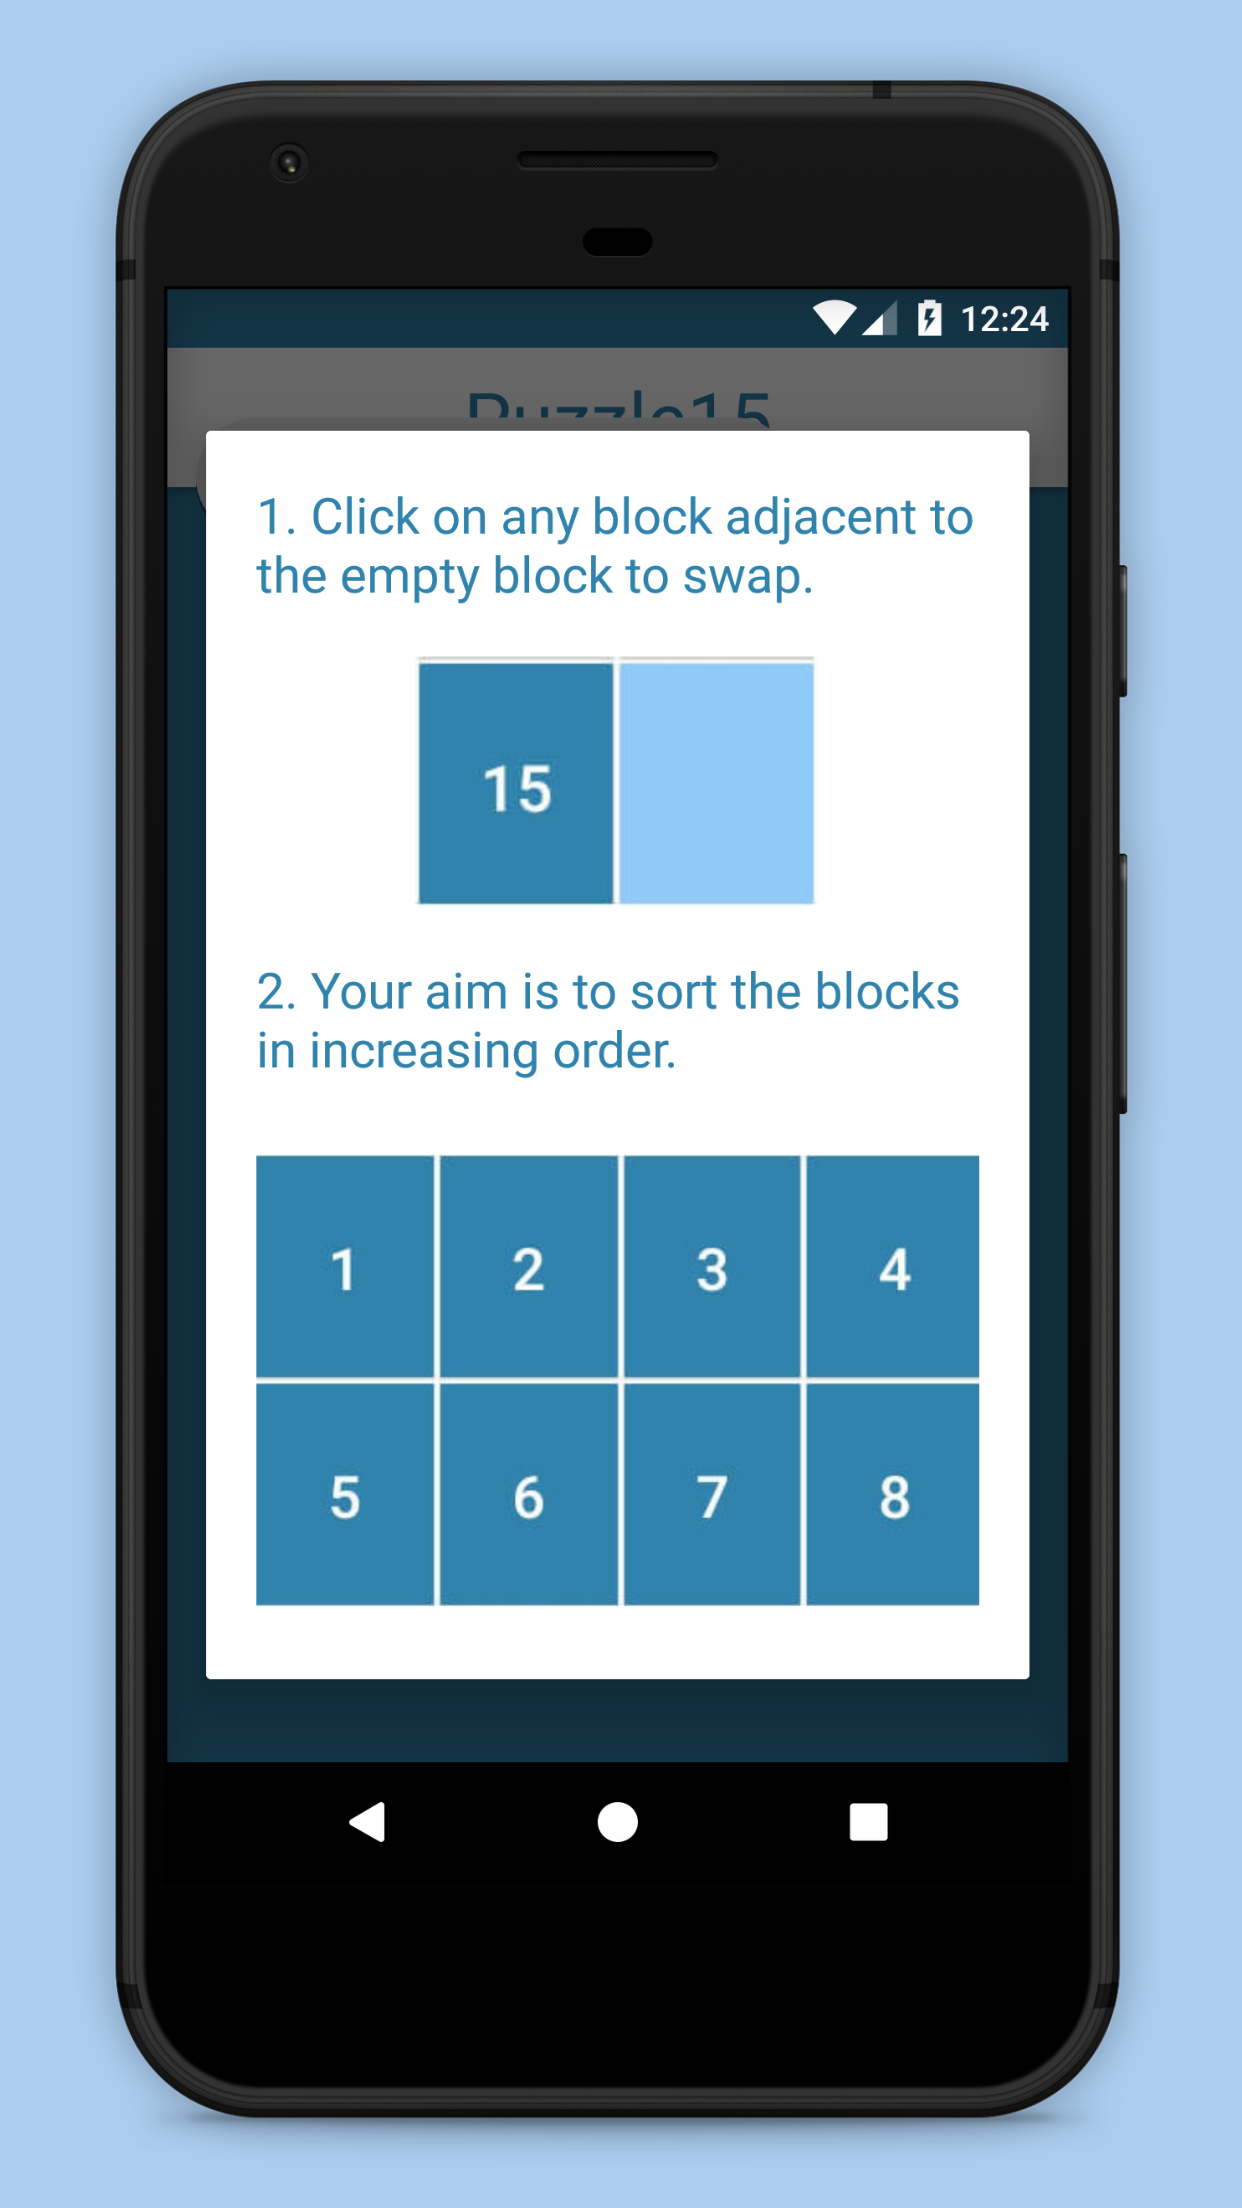 12:24
Puzzle15
1. Click on any block adjacent to
the empty block to swap.
15
2. Your aim is to sort the blocks
in increasing order.
1 2 3 4
5 6 7 8